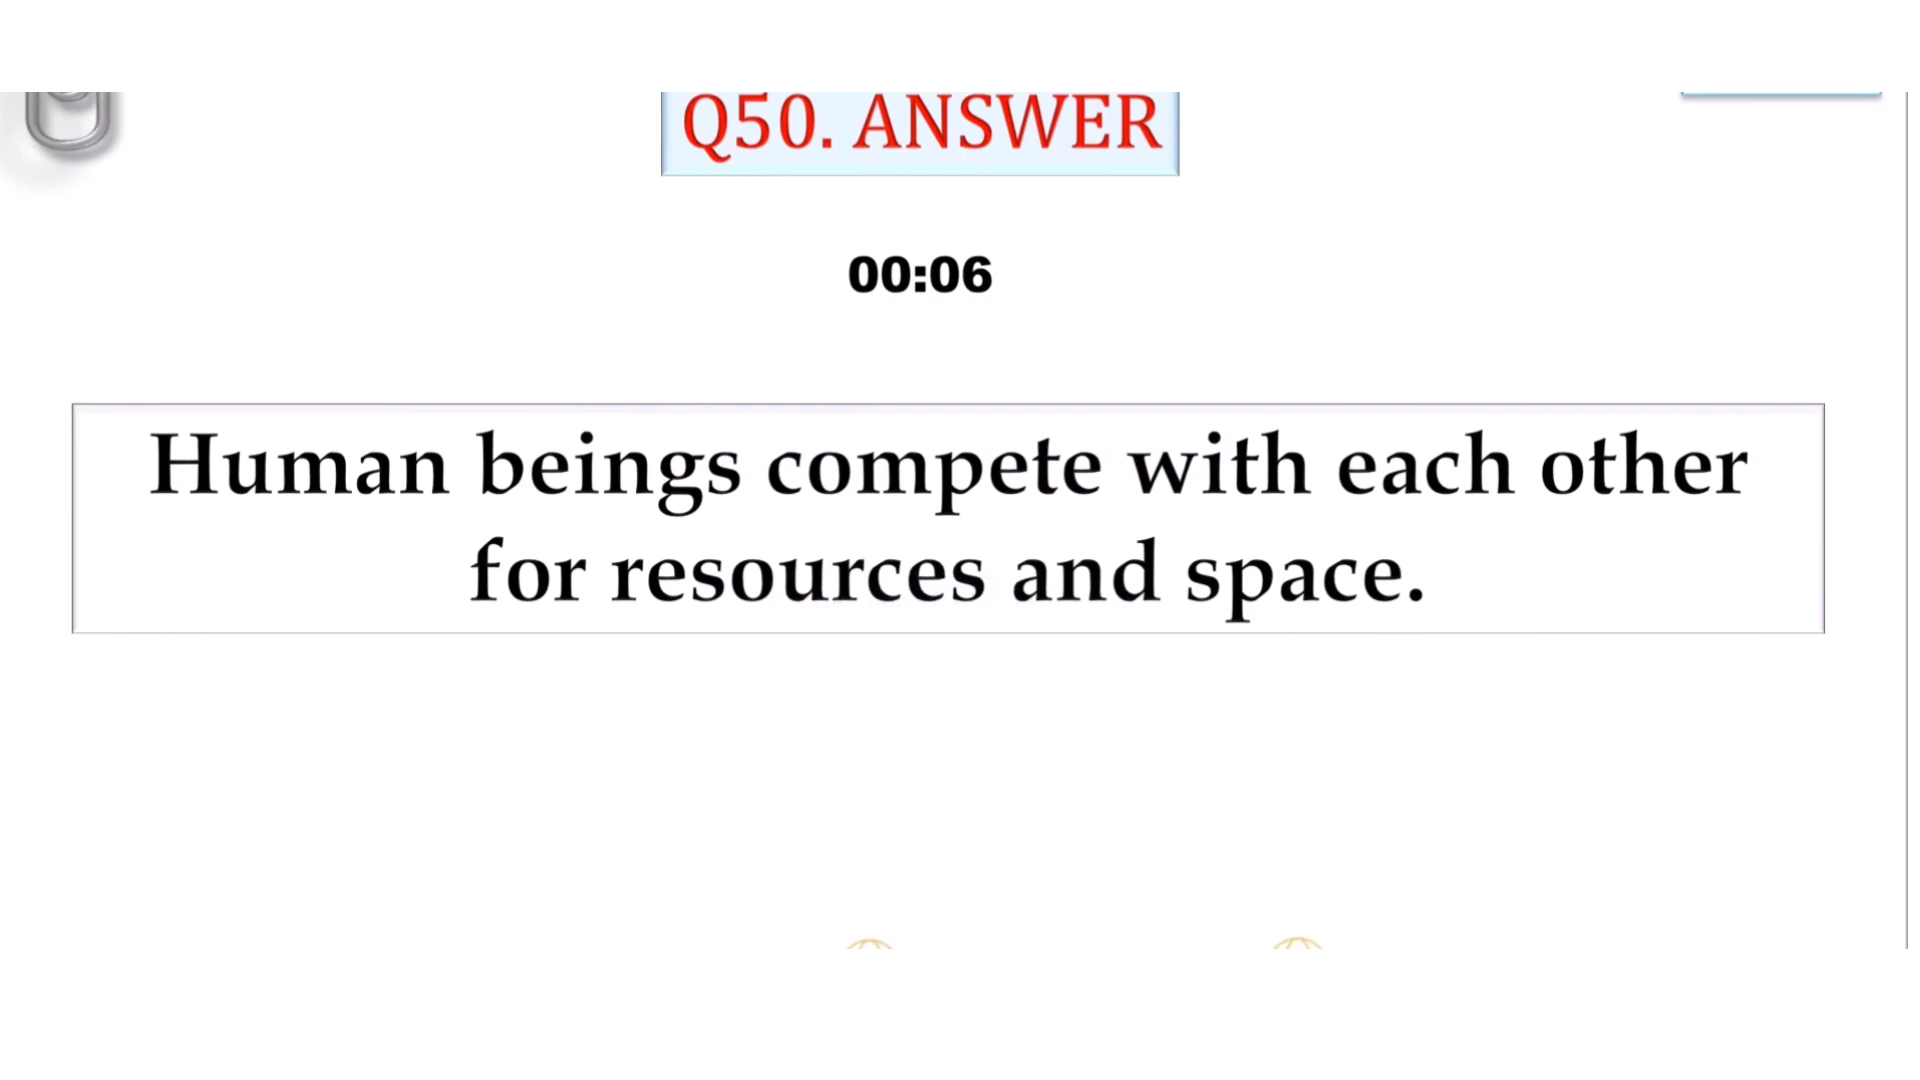 Q50. ANSWER
00:06
Human beings compete with each other
for resources and space.